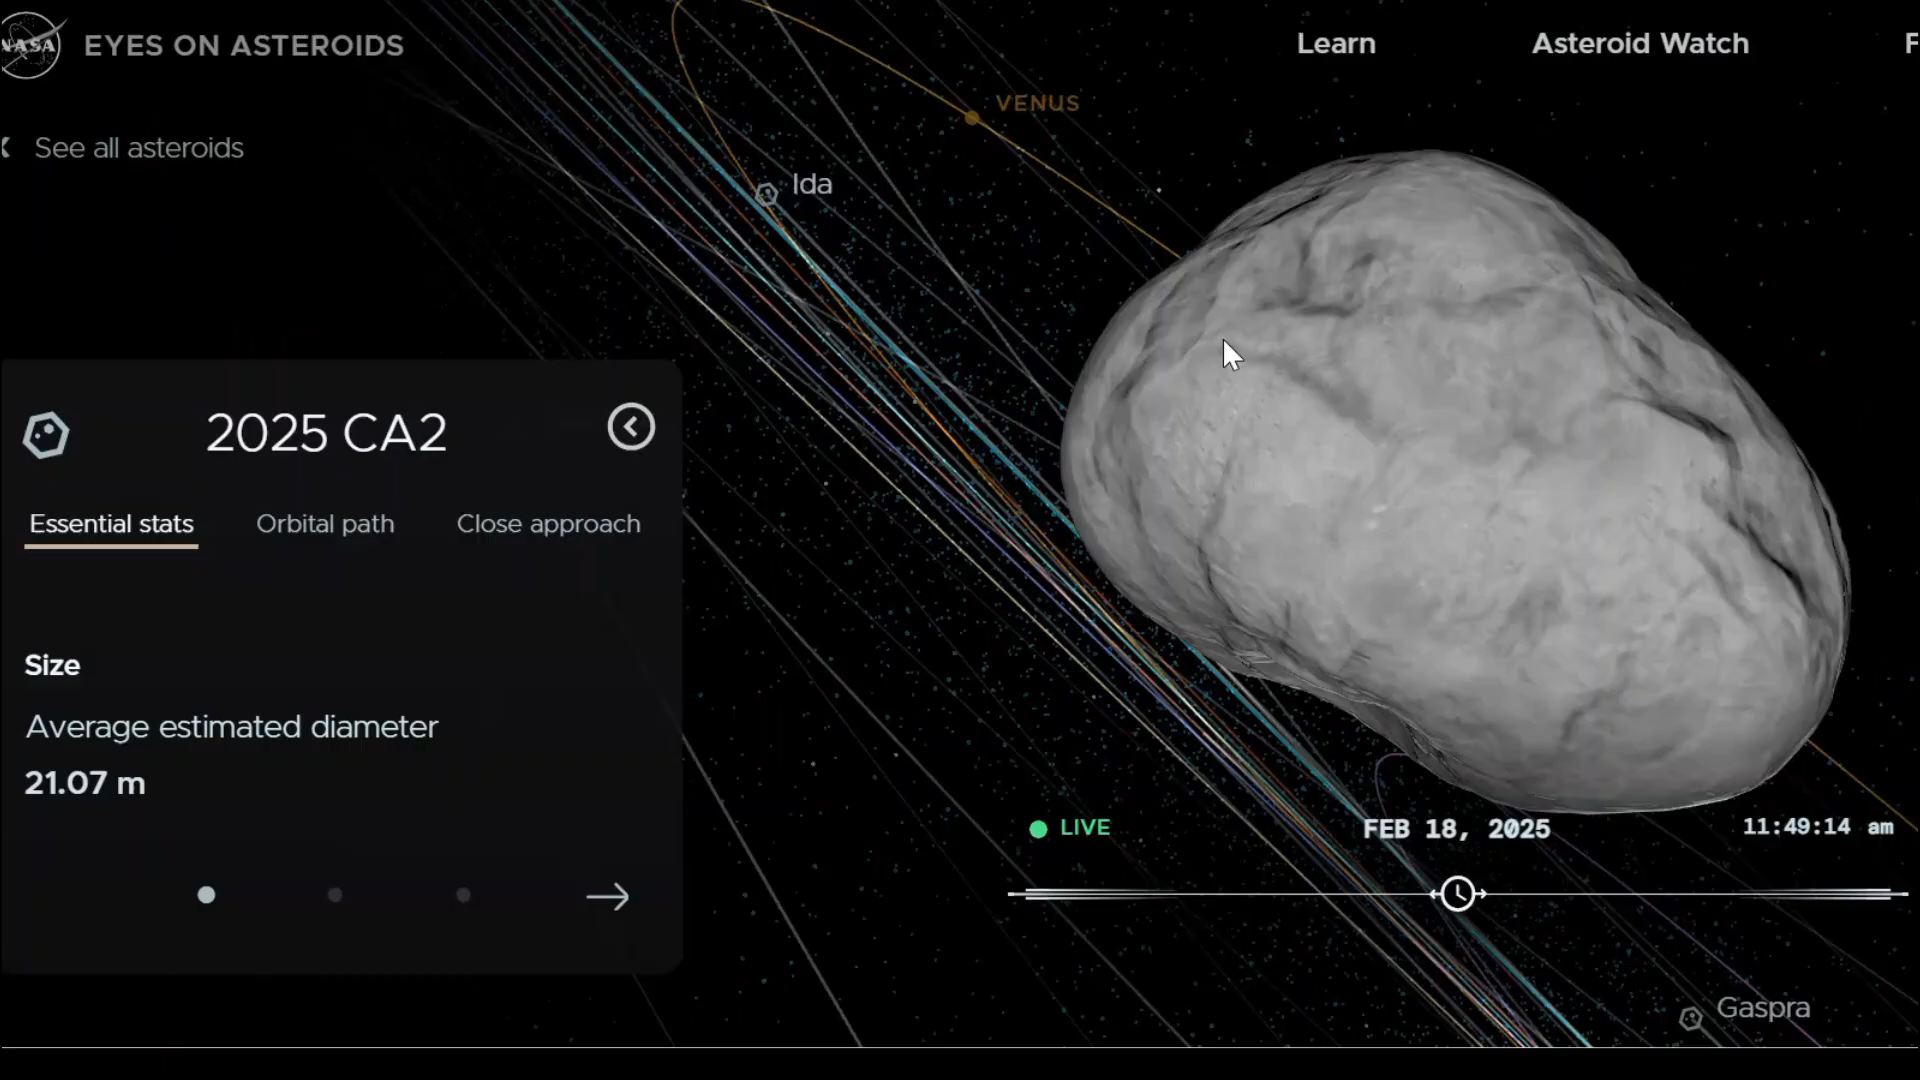 NASA
EYES ON ASTEROIDS
Learn
Asteroid Watch
VENUS
See all asteroids
Ida
2025 CA2
Essential stats
Orbital path
Close approach
Size
Average estimated diameter
21.07 m
LIVE
FEB 18, 2025
11:49:14 am
Gaspra